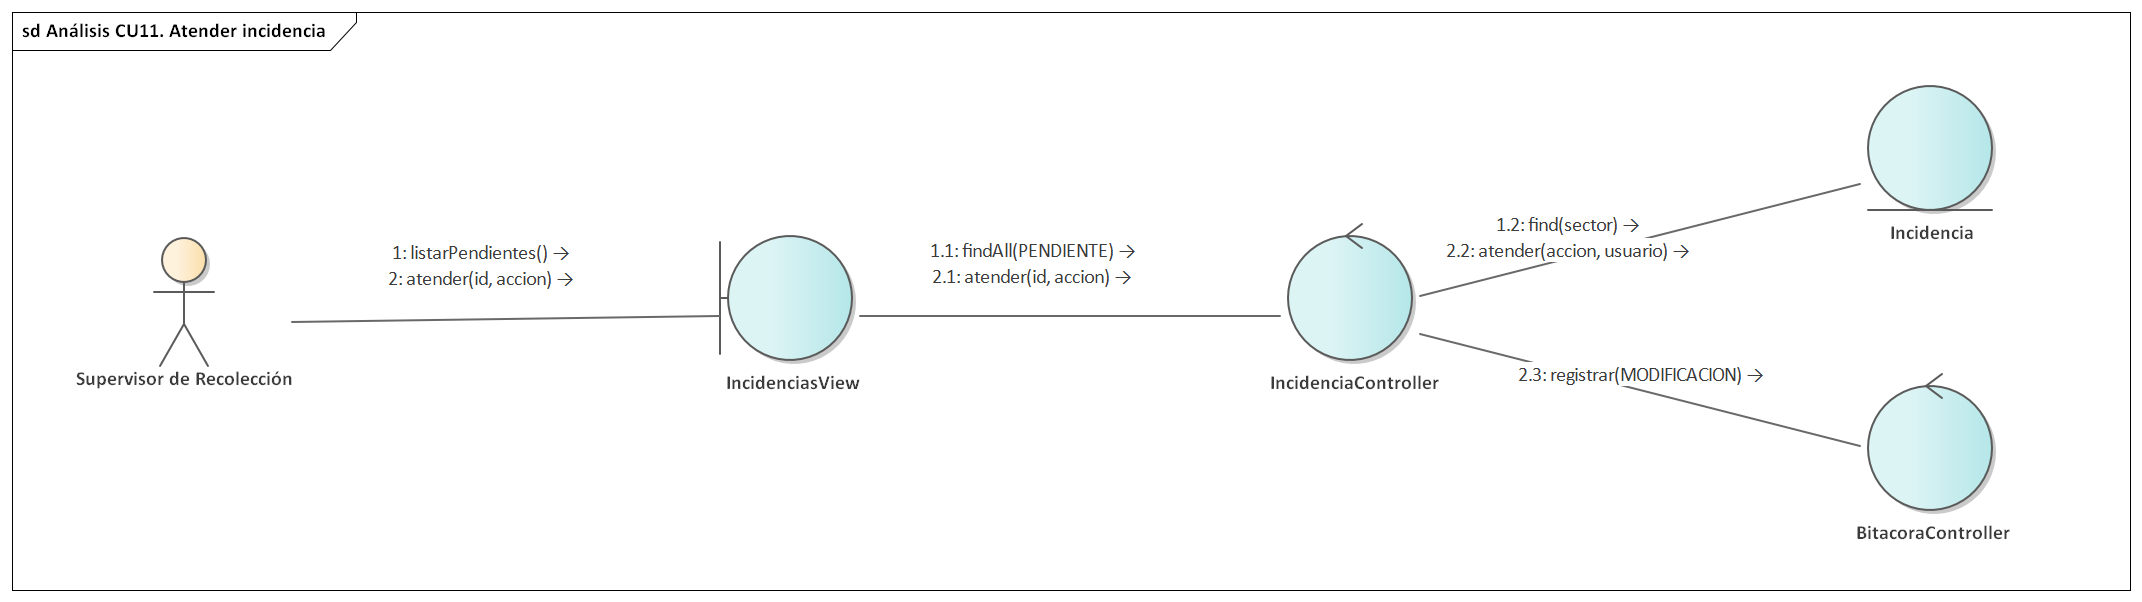 sd Análisis CU11. Atender incidencia
1: listarPendientes() →
2: atender(id, accion) →
1.1: findAll(PENDIENTE) →
2.1: atender(id, accion) →
1.2: find(sector) →
2.2: atender(accion, usuario) →
2.3: registrar(MODIFICACION) →
Supervisor de Recolección
IncidenciasView
IncidenciaController
Incidencia
BitacoraController